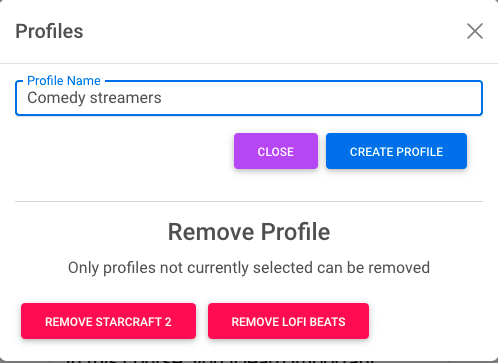 Profiles
Profile Name
Comedy streamers
CLOSE
CREATE PROFILE
Remove Profile
Only profiles not currently selected can be removed
REMOVE STARCRAFT 2
REMOVE LOFI BEATS